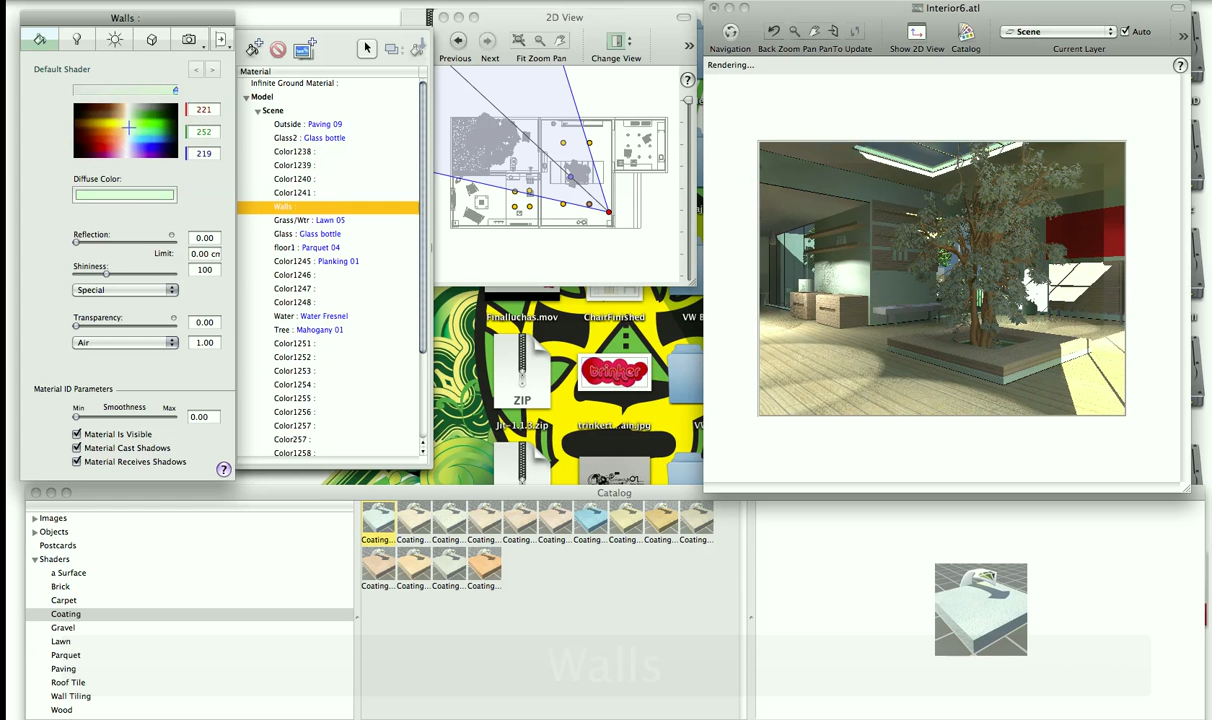 Walls :
Default Shader
< >
221
252
219
Diffuse Color:
Reflection:
0.00
Limit:
0.00 cm
Shininess:
100
Special
Transparency:
0.00
Air
1.00
Material ID Parameters
Min Smoothness Max
0.00
Material Is Visible
Material Cast Shadows
Material Receives Shadows
?
Material
Infinite Ground Material :
Model
Scene
Outside : Paving 09
Glass2 : Glass bottle
Color1238 :
Color1239 :
Color1240 :
Color1241 :
Walls :
Grass/Wtr : Lawn 05
Glass : Glass bottle
floor1 : Parquet 04
Color1245 : Planking 01
Color1246 :
Color1247 :
Color1248 :
Water : Water Fresnel
Tree : Mahogany 01
Color1251 :
Color1252 :
Color1253 :
Color1254 :
Color1255 :
Color1256 :
Color1257 :
Color257 :
Color1258 :
2D View
Previous Next Fit Zoom Pan Change View
»
?
Finalluchas.mov ChairFinished VW B
trinker
ZIP
Jit-1.1.3.zip
VW
Interior6.atl
Navigation Back Zoom Pan PanTo Update Show 2D View Catalog Current Layer
Scene
Auto
»
Rendering...
?
Catalog
Images
Objects
Postcards
Shaders
a Surface
Brick
Carpet
Coating
Gravel
Lawn
Parquet
Paving
Roof Tile
Wall Tiling
Wood
Coating... Coating... Coating... Coating... Coating... Coating... Coating... Coating... Coating... Coating...
Coating... Coating... Coating... Coating...
Walls